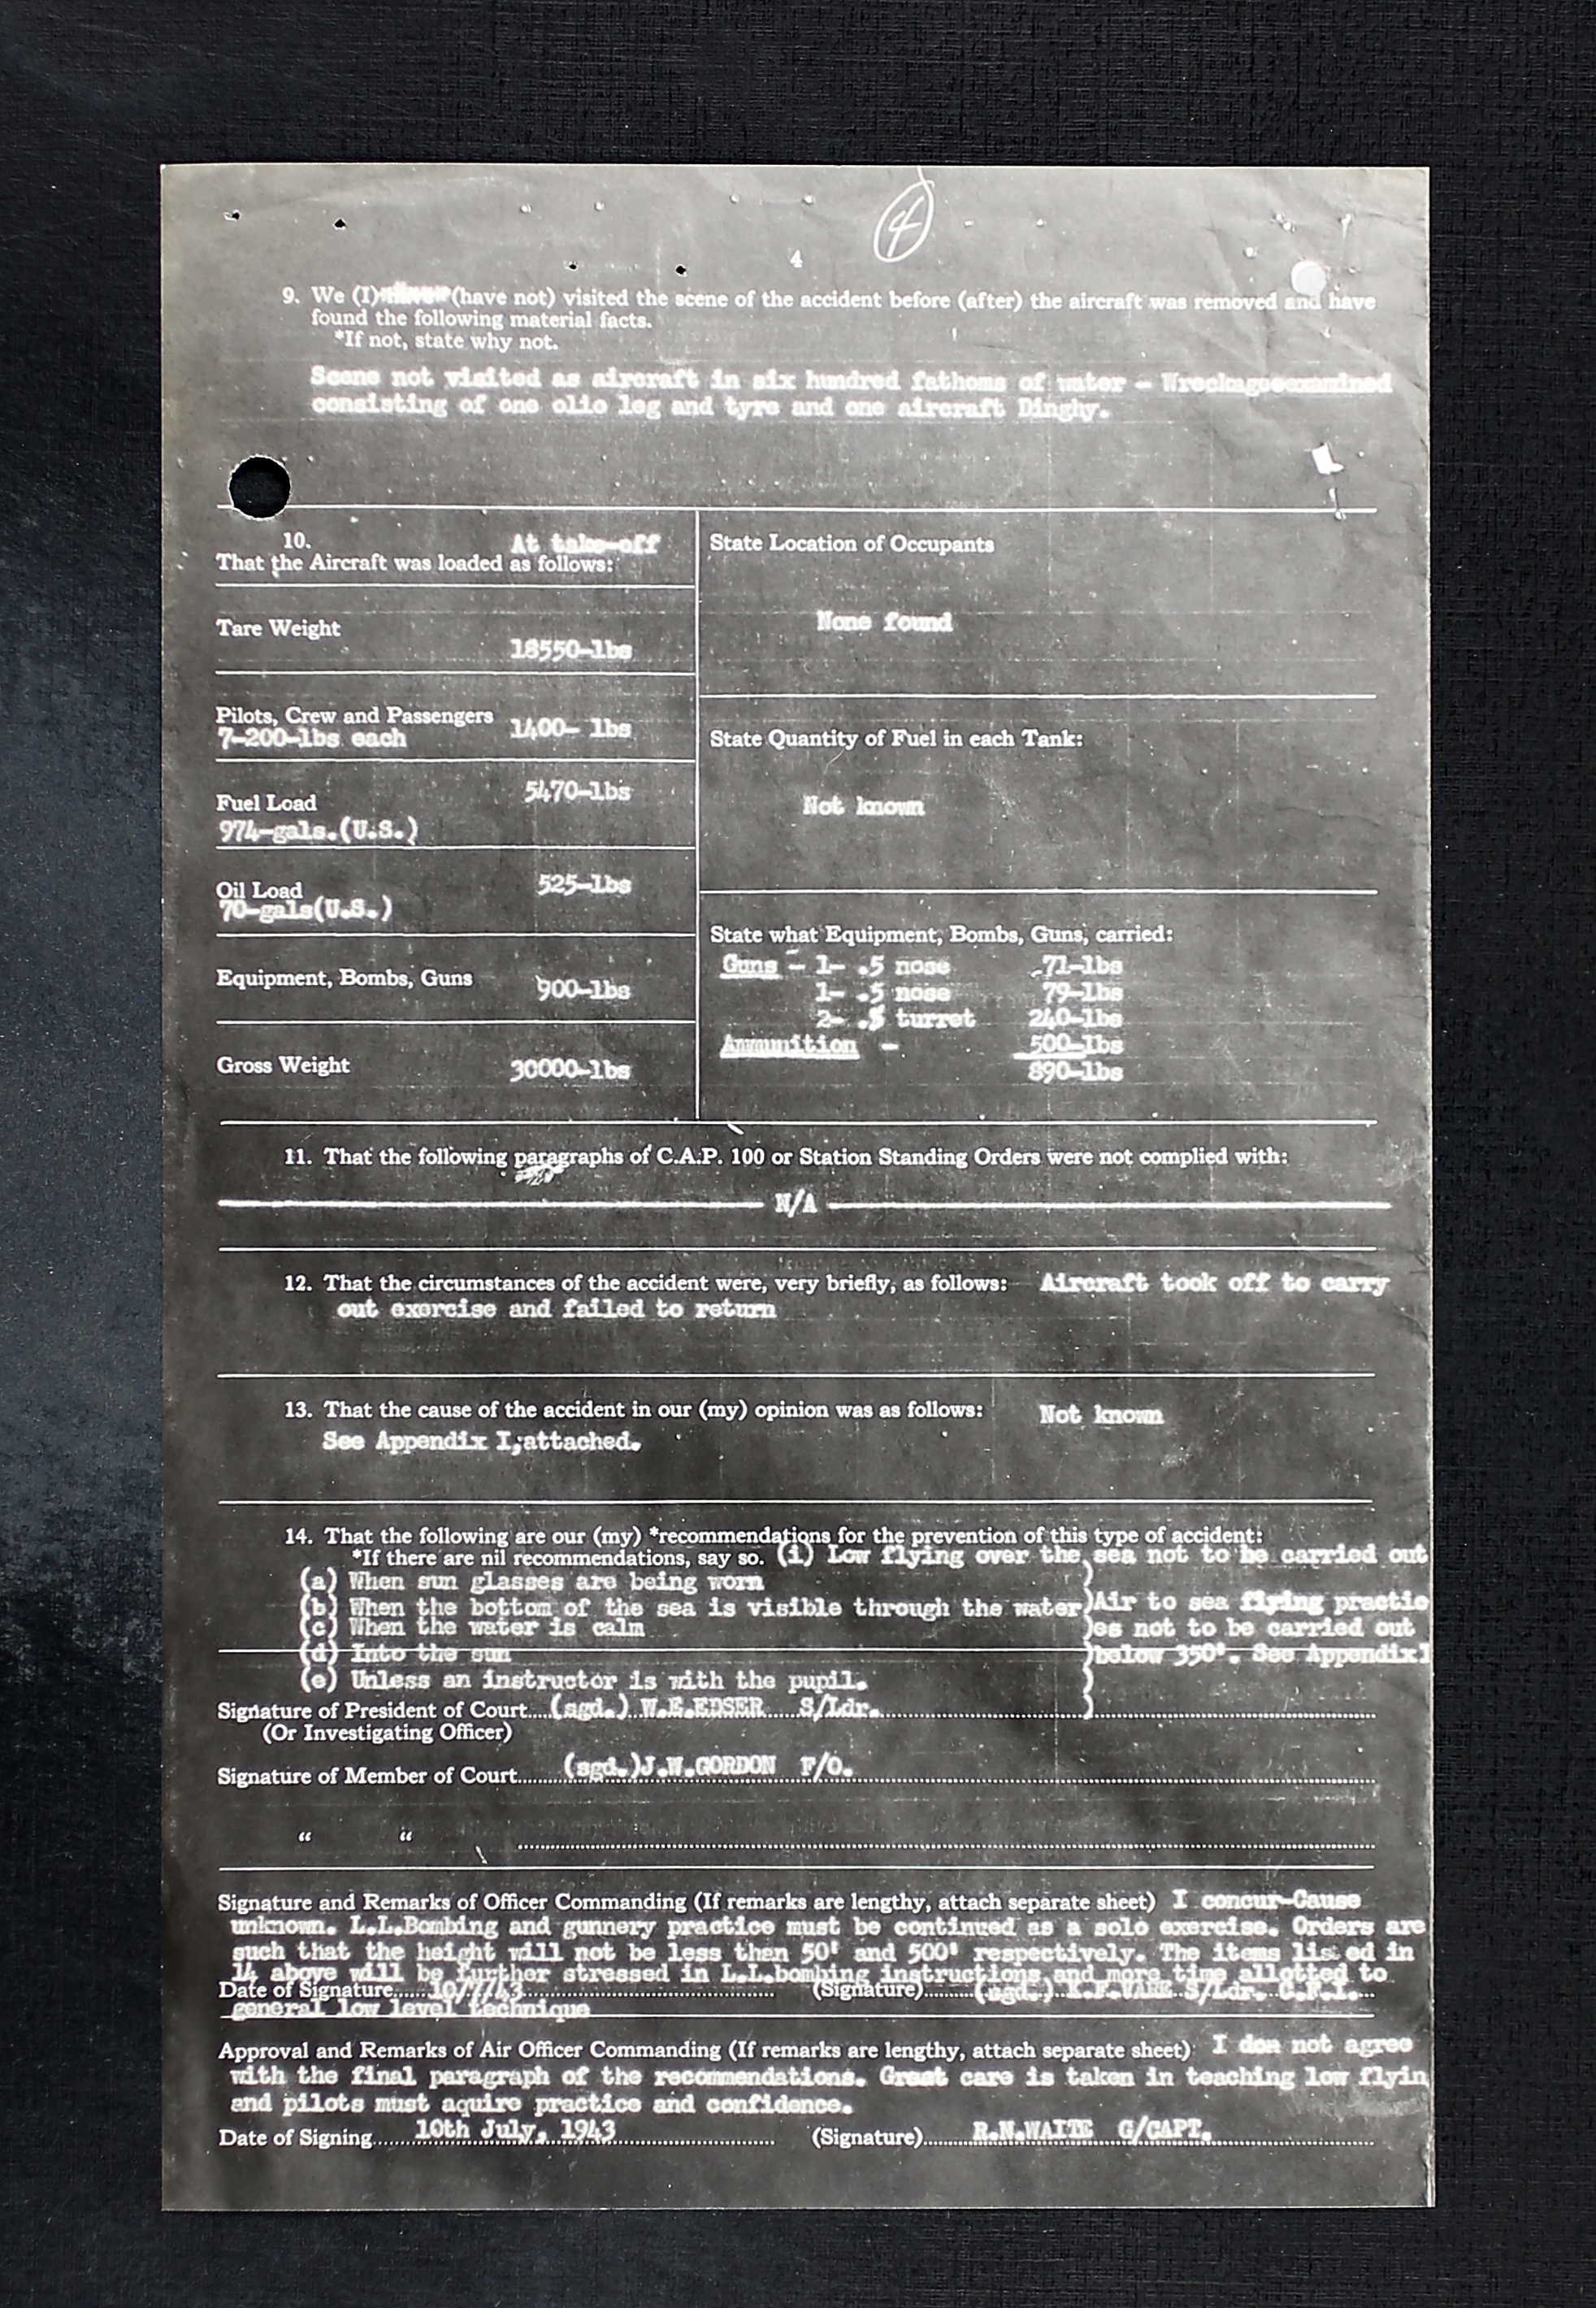 4
4
9. We (I) (have not) visited the scene of the accident before (after) the aircraft was removed and have
found the following material facts.
*If not, state why not.
Scene not visited as aircraft in six hundred fathoms of water - Wreckage examined
consisting of one olio leg and tyre and one aircraft Dinghy.
10. At take-off
That the Aircraft was loaded as follows:
Tare Weight
18550-lbs
Pilots, Crew and Passengers 1400- lbs
7-200-lbs each
5470-lbs
Fuel Load
974-gals.(U.S.)
525-lbs
Oil Load
70-gals(U.S.)
Equipment, Bombs, Guns 900-lbs
Gross Weight 30000-lbs
State Location of Occupants
None found
State Quantity of Fuel in each Tank:
Not known
State what Equipment, Bombs, Guns, carried:
Guns - 1- .5 nose 71-lbs
1- .5 nose 79-lbs
2- .5 turret 240-lbs
Ammunition - 500-lbs
890-lbs
11. That the following paragraphs of C.A.P. 100 or Station Standing Orders were not complied with:
N/A
12. That the circumstances of the accident were, very briefly, as follows: Aircraft took off to carry
out exercise and failed to return
13. That the cause of the accident in our (my) opinion was as follows: Not known
See Appendix I, attached.
14. That the following are our (my) *recommendations for the prevention of this type of accident:
*If there are nil recommendations, say so. (i) Low flying over the sea not to be carried out
(a) When sun glasses are being worn
(b) When the bottom of the sea is visible through the water) Air to sea flying practic
(c) When the water is calm )es not to be carried out
(d) Into the sun )below 350'. See Appendix1
(e) Unless an instructor is with the pupil.
Signature of President of Court....(sgd.) W.E.EDSER S/Ldr.
(Or Investigating Officer)
Signature of Member of Court....(sgd.)J.W.GORDON F/O.
" "
Signature and Remarks of Officer Commanding (If remarks are lengthy, attach separate sheet) I concur-Cause
unknown. L.L.Bombing and gunnery practice must be continued as a solo exercise. Orders are
such that the height will not be less then 50' and 500' respectively. The items listed in
14 above will be further stressed in L.L.bombing instructions and more time allotted to
Date of Signature....10/7/43 (Signature)....(sgd.) S/Ldr. C.F.I.
general low level technique
Approval and Remarks of Air Officer Commanding (If remarks are lengthy, attach separate sheet) I don not agree
with the final paragraph of the recommendations. Great care is taken in teaching low flyin
and pilots must aquire practice and confidence.
Date of Signing....10th July, 1943 (Signature)....R.N.WAITE G/CAPT.